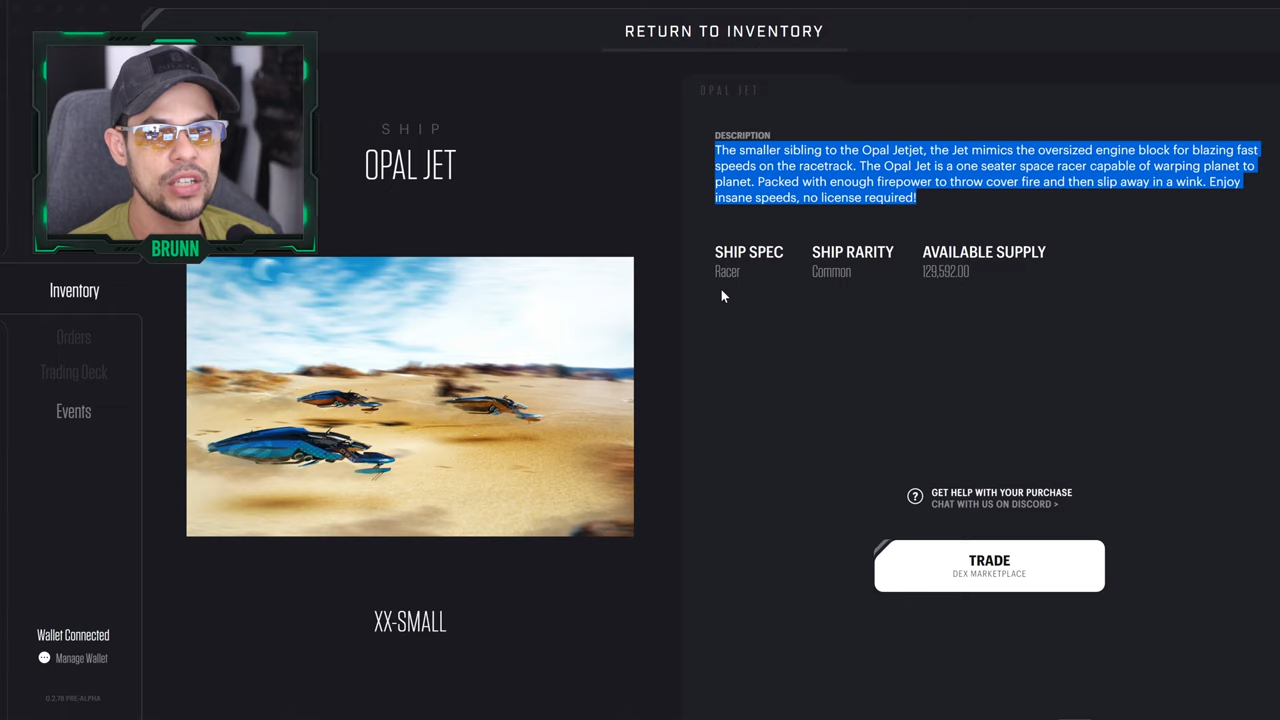 RETURN TO INVENTORY
BRUNN
SHIP
OPAL JET
OPAL JET
DESCRIPTION
The smaller sibling to the Opal Jetjet, the Jet mimics the oversized engine block for blazing fast
speeds on the racetrack. The Opal Jet is a one seater space racer capable of warping planet to
planet. Packed with enough firepower to throw cover fire and then slip away in a wink. Enjoy
insane speeds, no license required!
SHIP SPEC
Racer
SHIP RARITY
Common
AVAILABLE SUPPLY
129,592.00
Inventory
Orders
Trading Deck
Events
XX-SMALL
GET HELP WITH YOUR PURCHASE
CHAT WITH US ON DISCORD >
TRADE
DEX MARKETPLACE
Wallet Connected
Manage Wallet
0.2.78 PRE-ALPHA